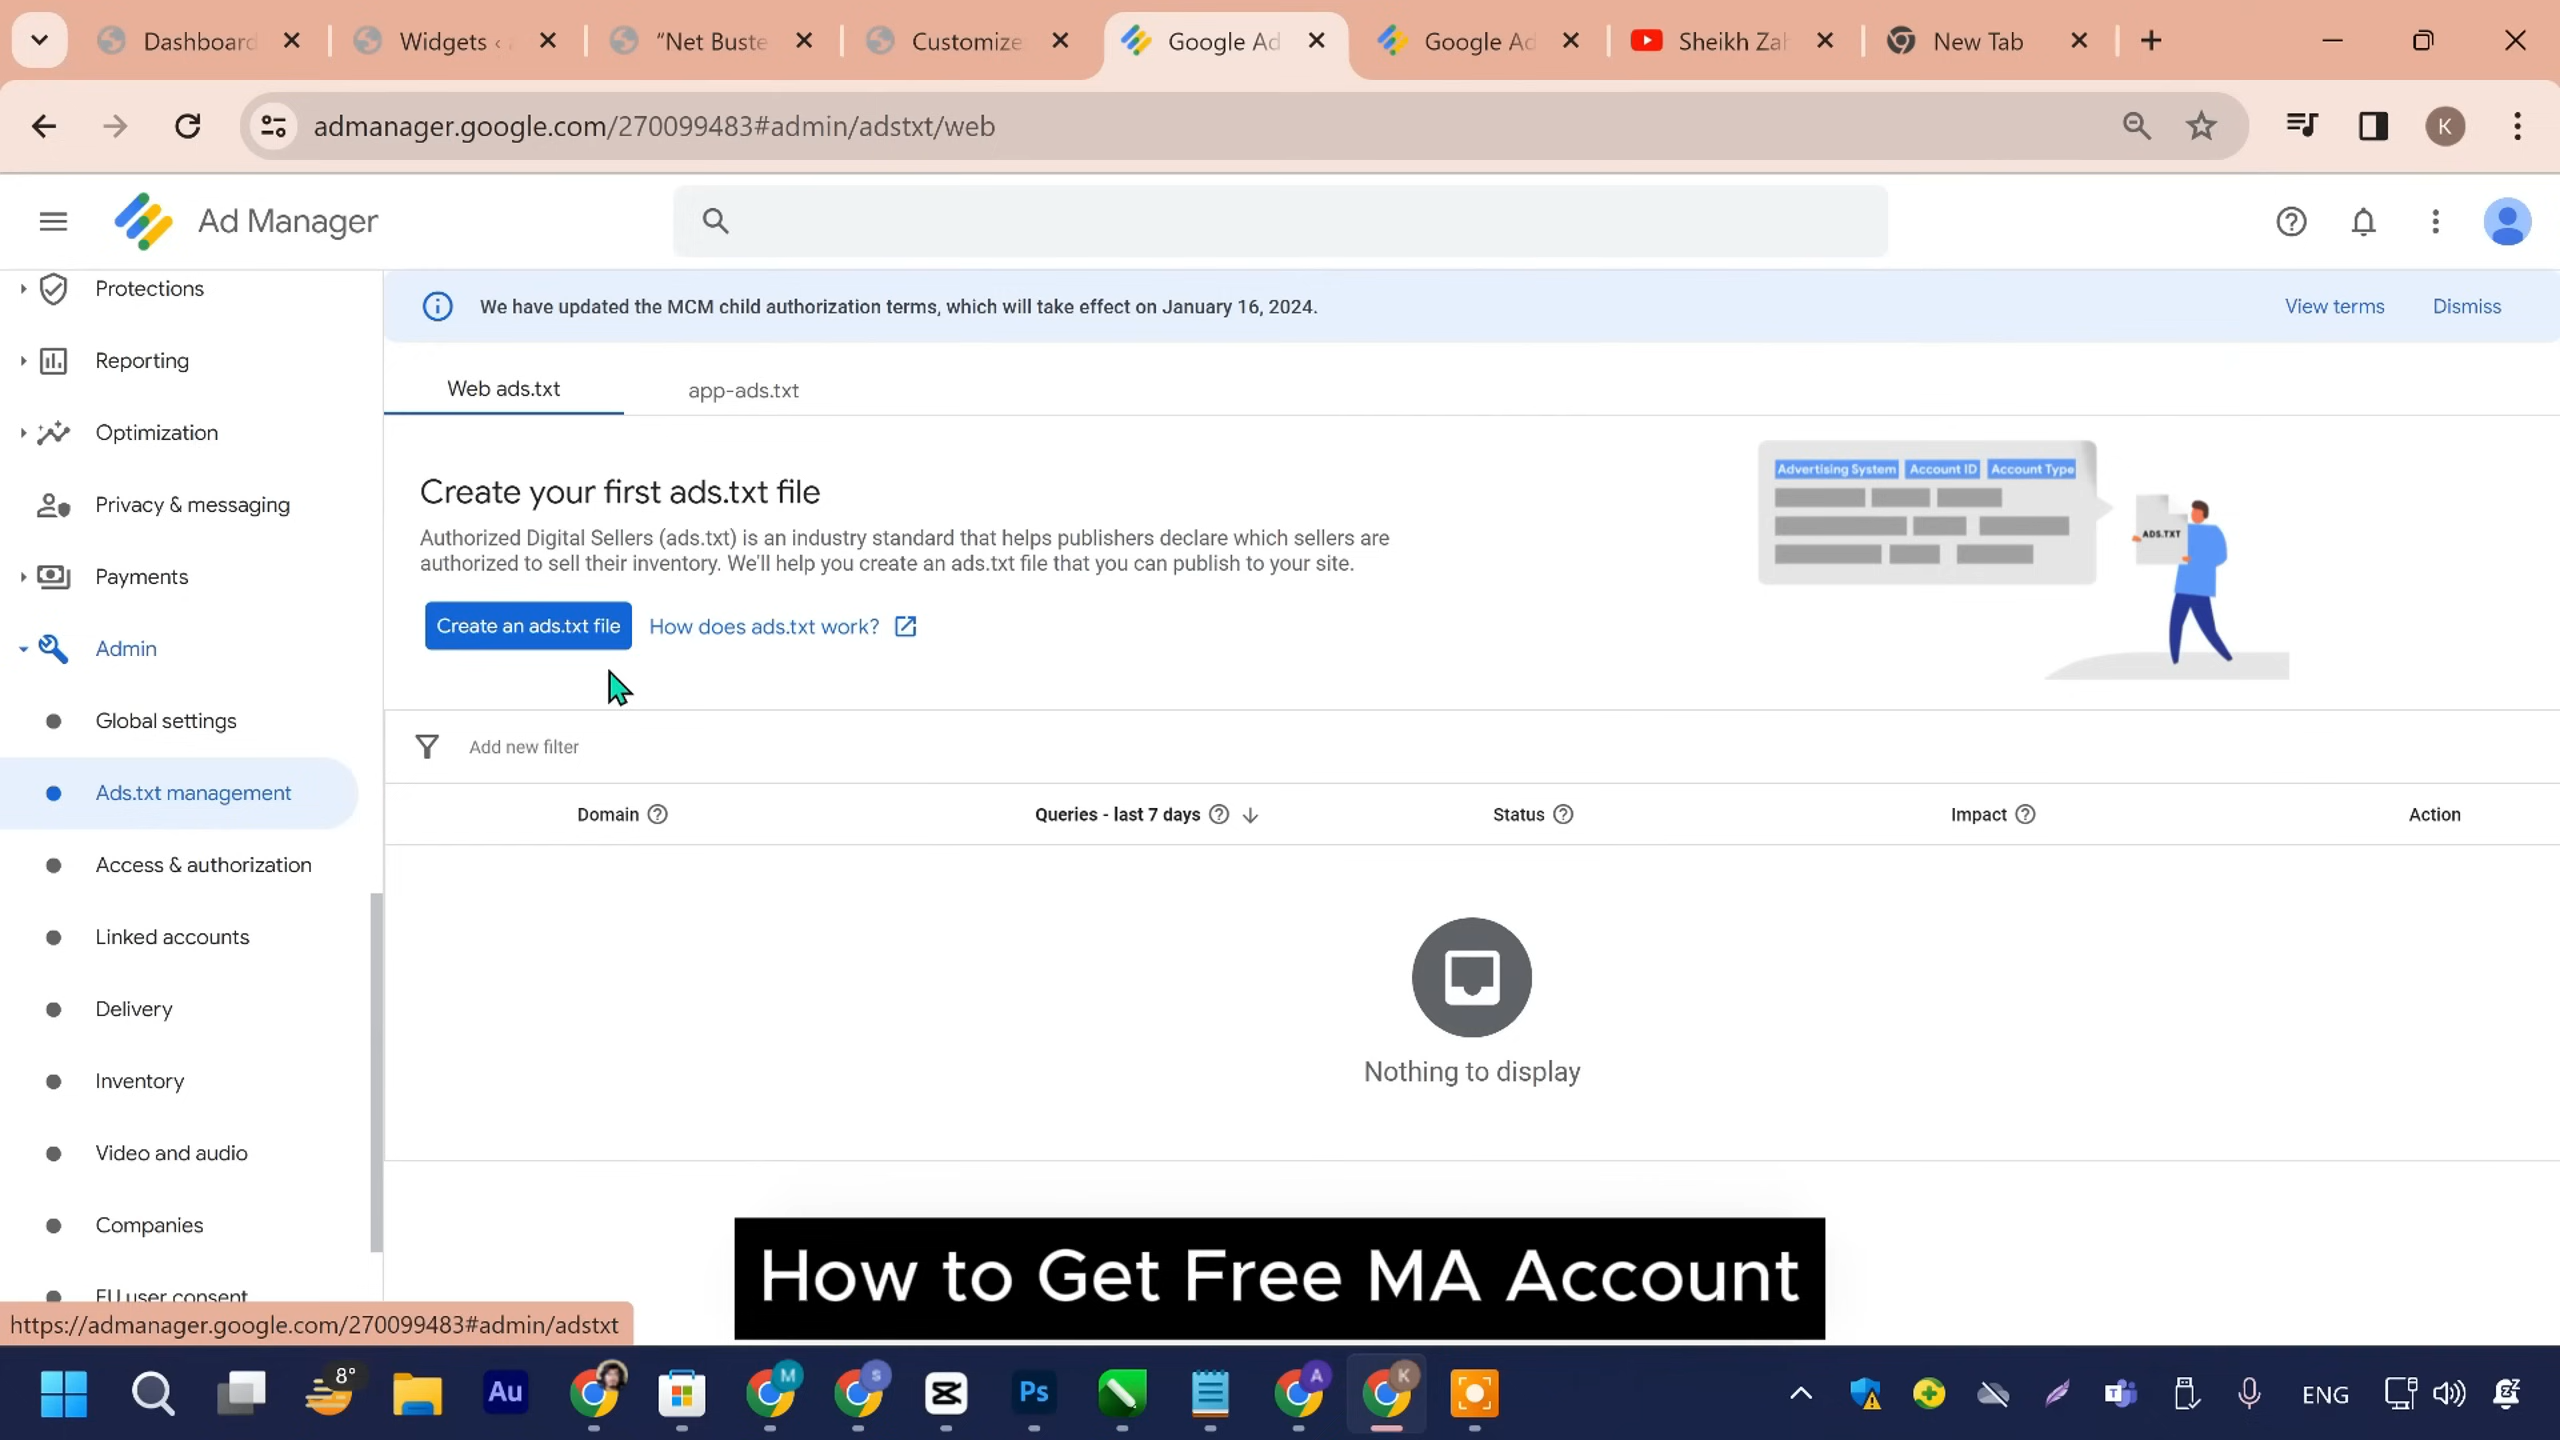 Dashboard
Widgets ‹
“Net Buste
Customize
Google Ad
Google Ad
Sheikh Zah
New Tab
admanager.google.com/270099483#admin/adstxt/web
K
Ad Manager
Protections
Reporting
Optimization
Privacy & messaging
Payments
Admin
Global settings
Ads.txt management
Access & authorization
Linked accounts
Delivery
Inventory
Video and audio
Companies
EU user consent
We have updated the MCM child authorization terms, which will take effect on January 16, 2024.
View terms
Dismiss
Web ads.txt
app-ads.txt
Create your first ads.txt file
Authorized Digital Sellers (ads.txt) is an industry standard that helps publishers declare which sellers are
authorized to sell their inventory. We'll help you create an ads.txt file that you can publish to your site.
Create an ads.txt file
How does ads.txt work?
Advertising System Account ID Account Type
ADS.TXT
Add new filter
Domain
Queries - last 7 days
Status
Impact
Action
Nothing to display
How to Get Free MA Account
https://admanager.google.com/270099483#admin/adstxt
8°
Au
M
S
Ps
A
K
ENG